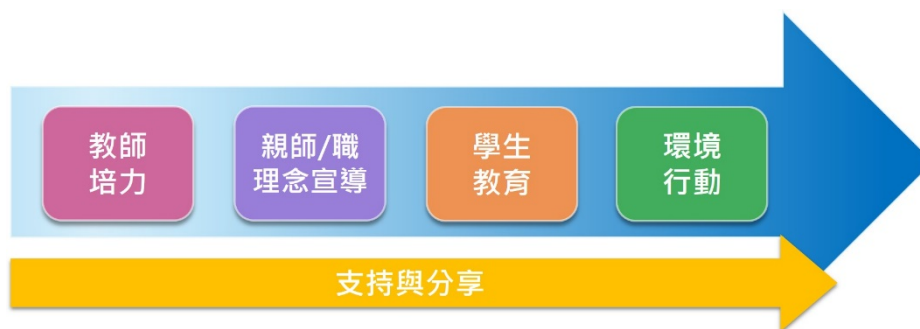 教師
培力
親師/職
理念宣導
學生
教育
環境
行動
支持與分享